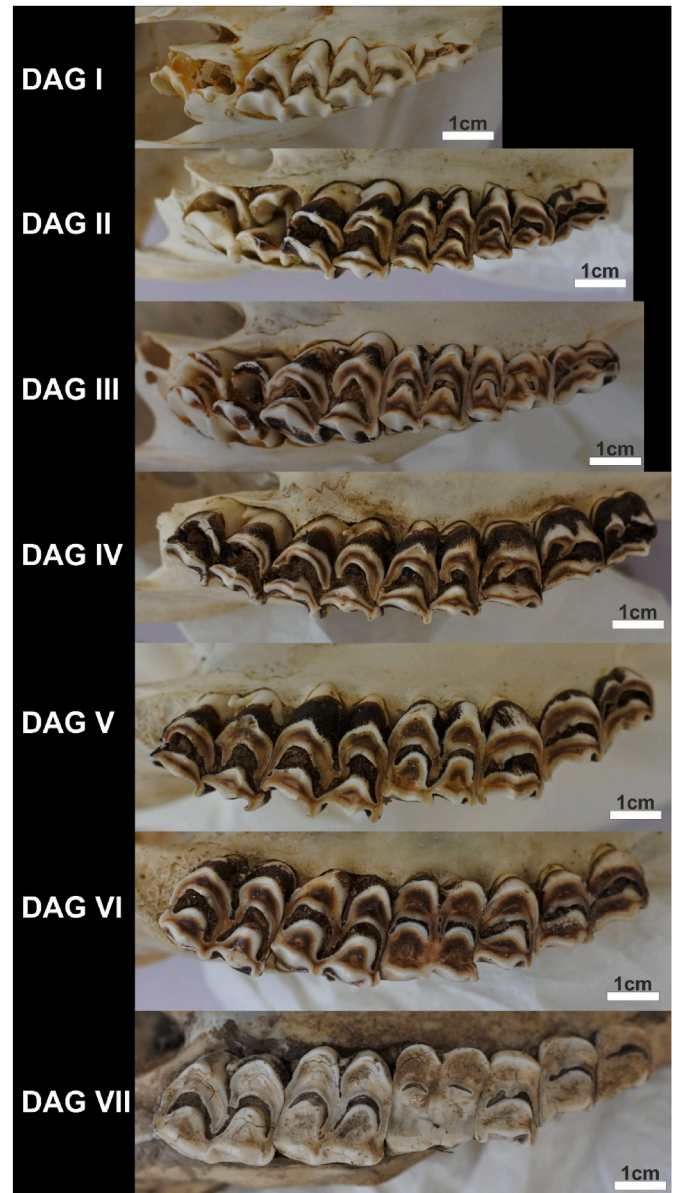 DAG I
1cm
DAG II
1cm
DAG III
1cm
DAG IV
1cm
DAG V
1cm
DAG VI
1cm
DAG VII
1cm